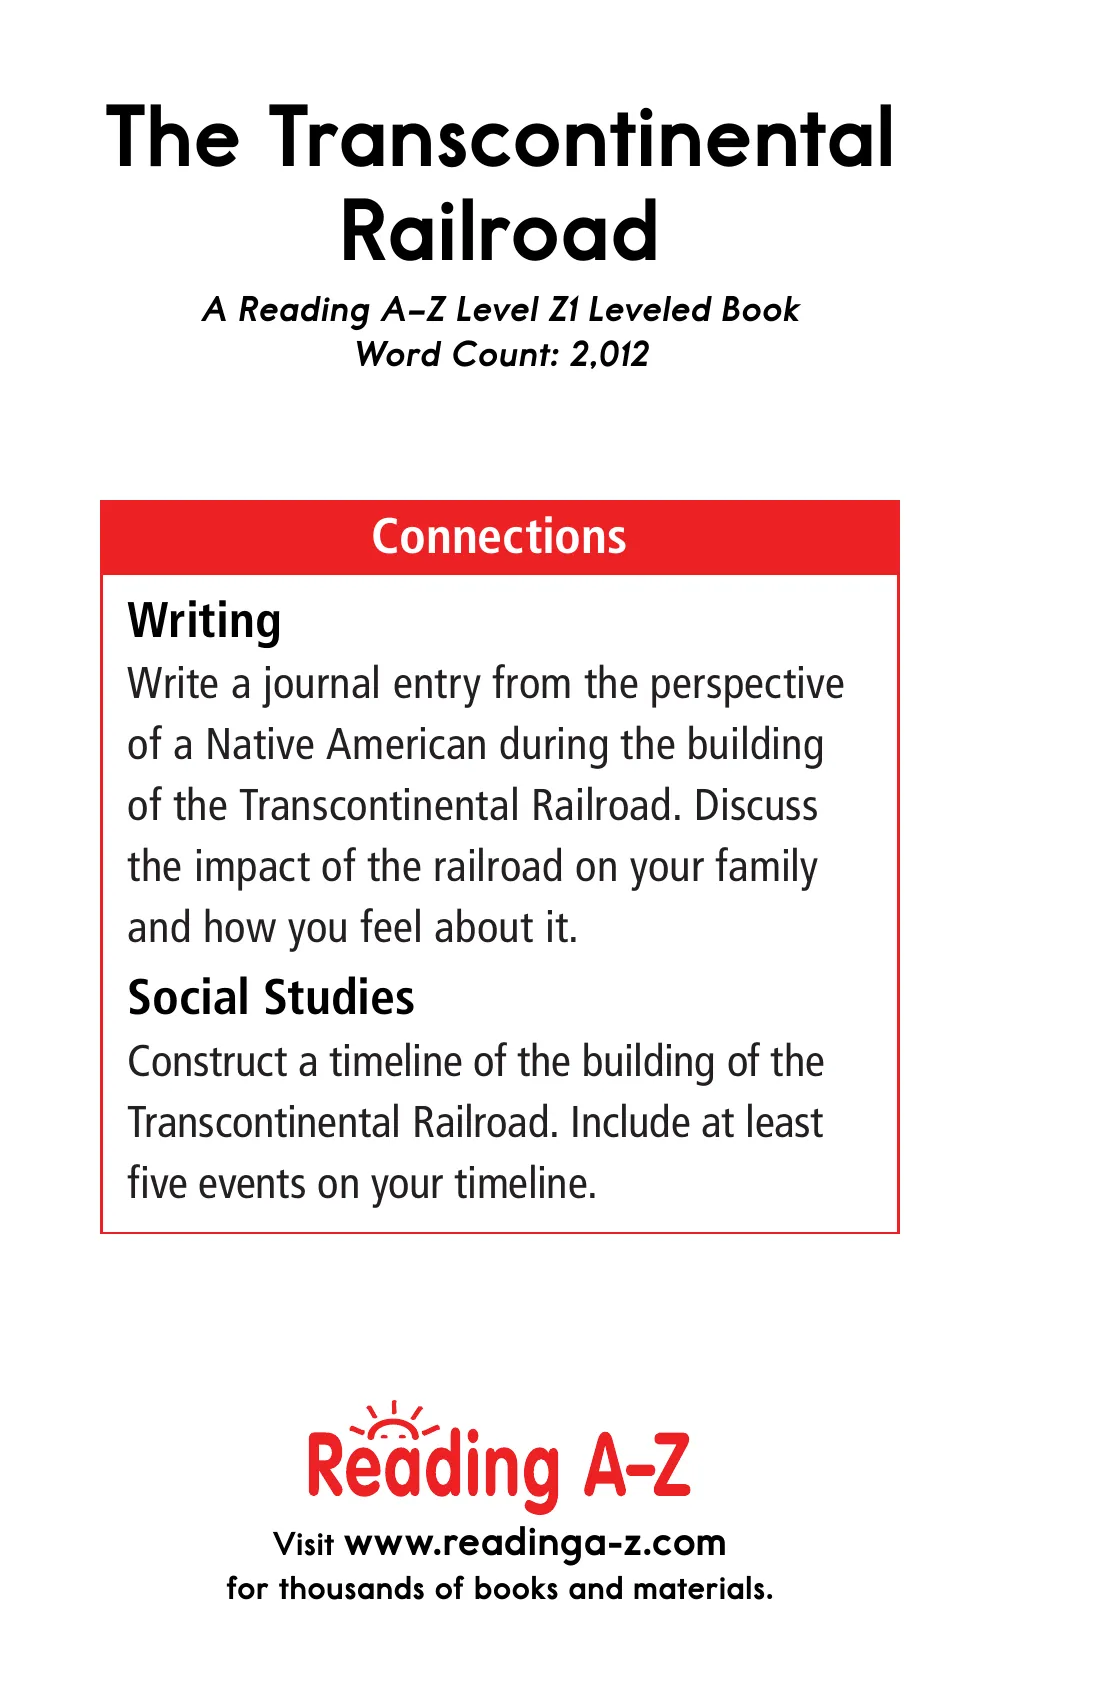 The Transcontinental
Railroad
A Reading A–Z Level Z1 Leveled Book
Word Count: 2,012
Connections
Writing
Write a journal entry from the perspective
of a Native American during the building
of the Transcontinental Railroad. Discuss
the impact of the railroad on your family
and how you feel about it.
Social Studies
Construct a timeline of the building of the
Transcontinental Railroad. Include at least
five events on your timeline.
Reading A–Z
Visit www.readinga-z.com
for thousands of books and materials.